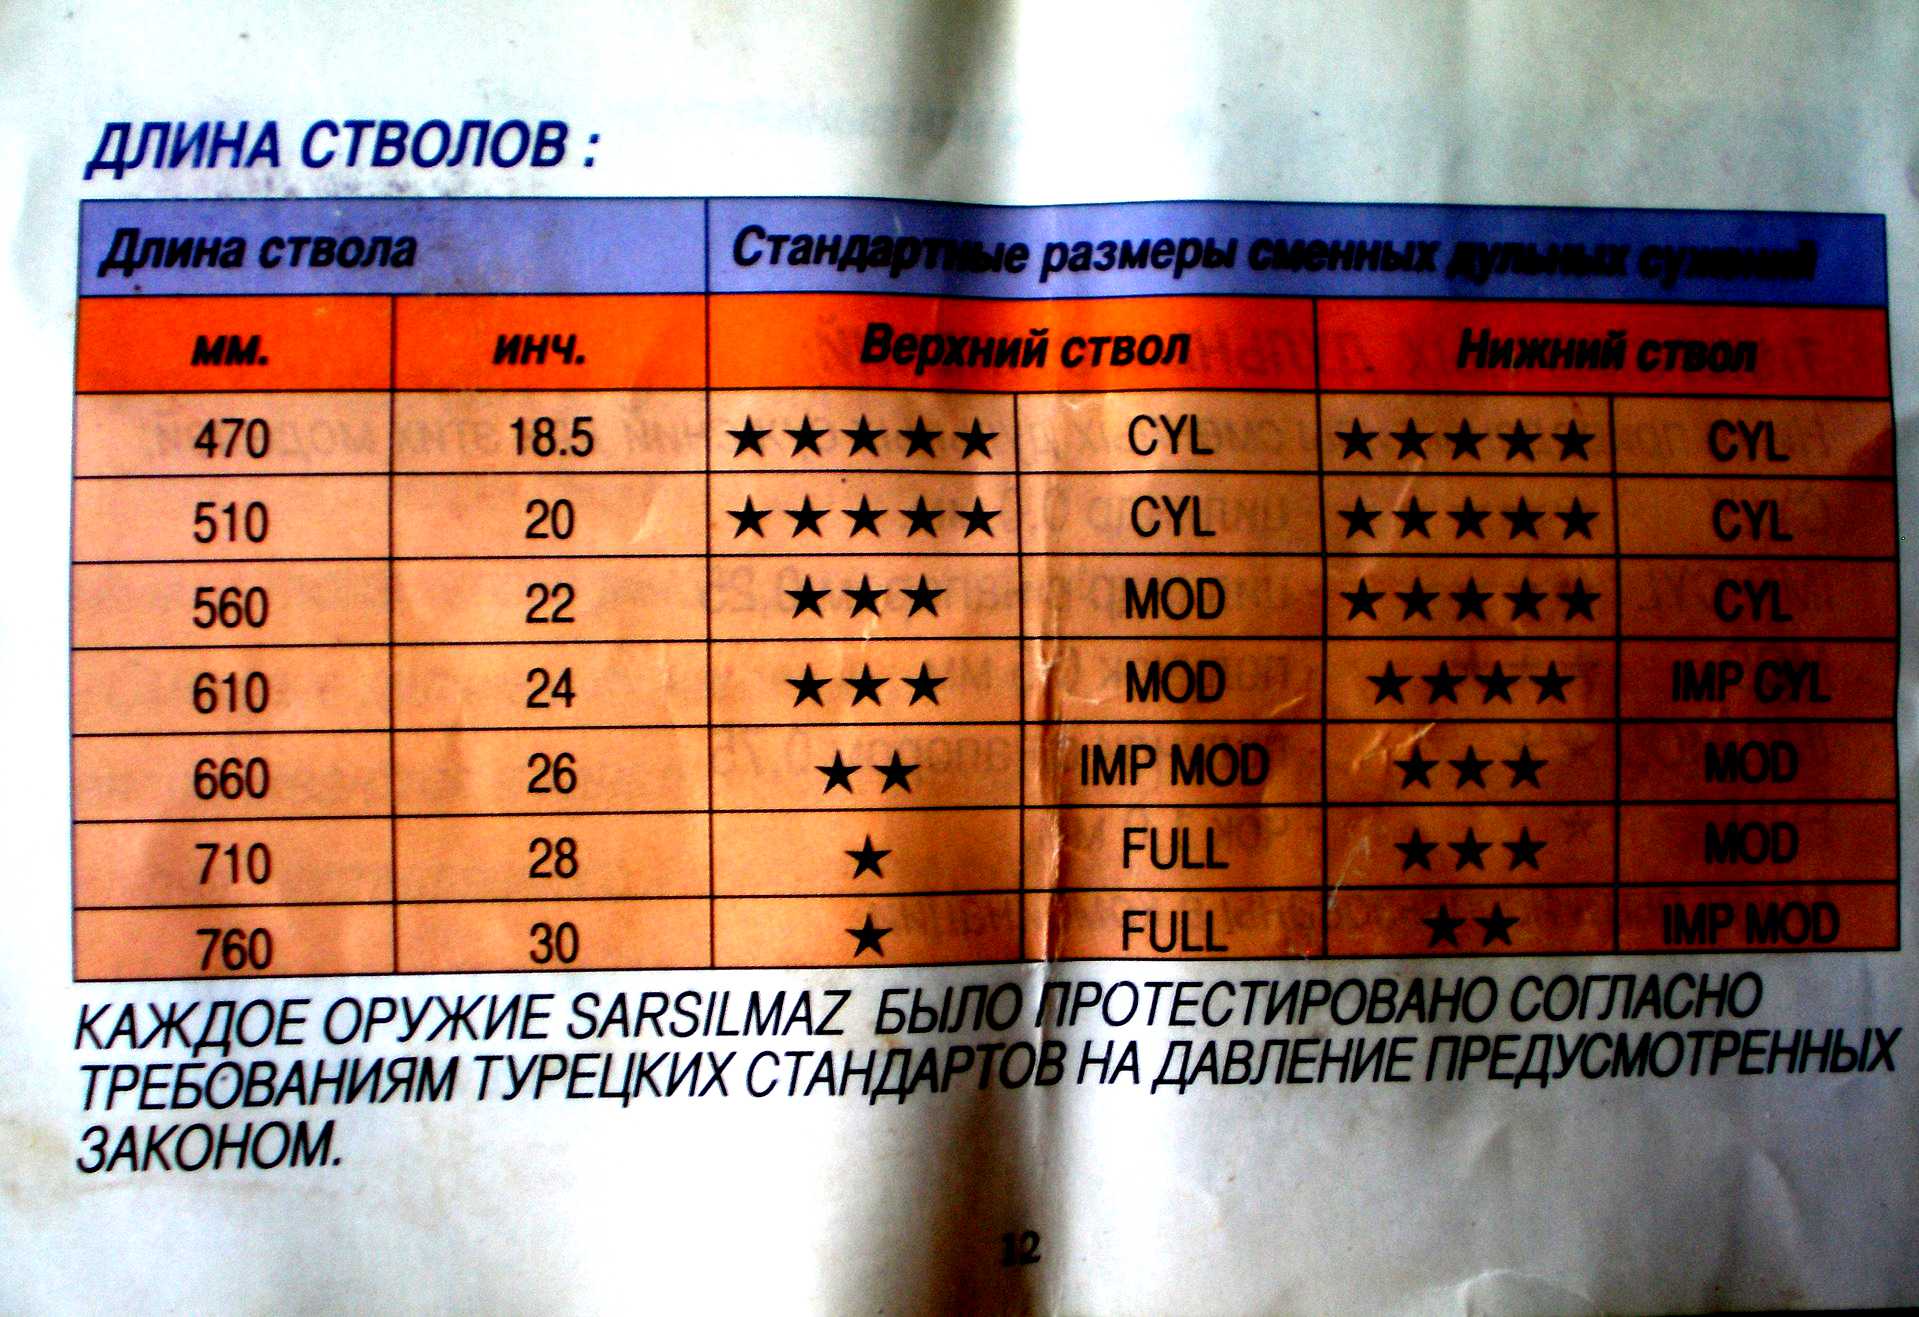 ДЛИНА СТВОЛОВ :
Длина ствола Стандартные размеры сменных дульных сужений
мм. инч. Верхний ствол Нижний ствол
470 18.5 ★★★★★ CYL ★★★★★ CYL
510 20 ★★★★★ CYL ★★★★★ CYL
560 22 ★★★ MOD ★★★★★ CYL
610 24 ★★★ MOD ★★★★ IMP CYL
660 26 ★★ IMP MOD ★★★ MOD
710 28 ★ FULL ★★★ MOD
760 30 ★ FULL ★★ IMP MOD
КАЖДОЕ ОРУЖИЕ SARSILMAZ БЫЛО ПРОТЕСТИРОВАНО СОГЛАСНО
ТРЕБОВАНИЯМ ТУРЕЦКИХ СТАНДАРТОВ НА ДАВЛЕНИЕ ПРЕДУСМОТРЕННЫХ
ЗАКОНОМ.
12